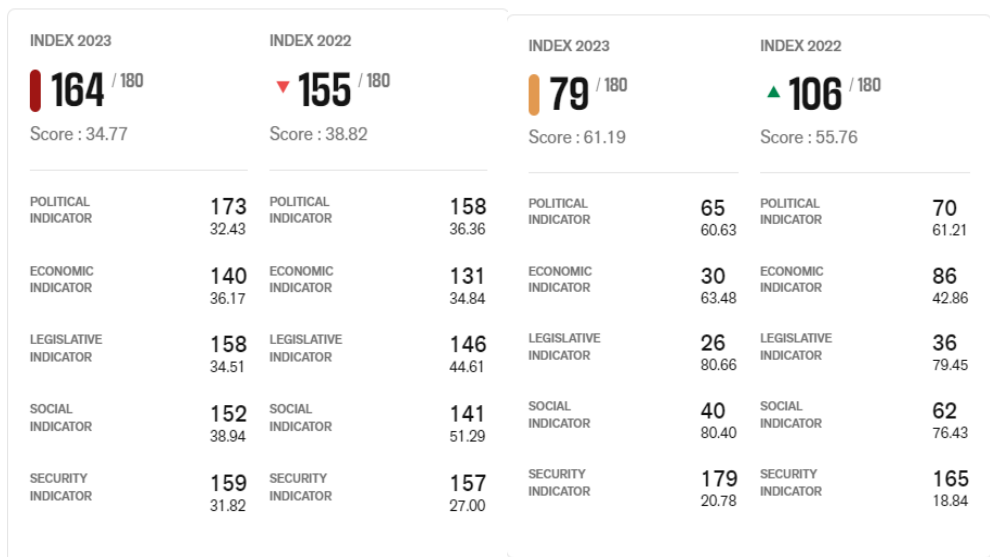 INDEX 2023
164 / 180
Score : 34.77
POLITICAL
INDICATOR
173
32.43
ECONOMIC
INDICATOR
140
36.17
LEGISLATIVE
INDICATOR
158
34.51
SOCIAL
INDICATOR
152
38.94
SECURITY
INDICATOR
159
31.82
INDEX 2022
155 / 180
Score : 38.82
POLITICAL
INDICATOR
158
36.36
ECONOMIC
INDICATOR
131
34.84
LEGISLATIVE
INDICATOR
146
44.61
SOCIAL
INDICATOR
141
51.29
SECURITY
INDICATOR
157
27.00
INDEX 2023
79 / 180
Score : 61.19
POLITICAL
INDICATOR
65
60.63
ECONOMIC
INDICATOR
30
63.48
LEGISLATIVE
INDICATOR
26
80.66
SOCIAL
INDICATOR
40
80.40
SECURITY
INDICATOR
179
20.78
INDEX 2022
106 / 180
Score : 55.76
POLITICAL
INDICATOR
70
61.21
ECONOMIC
INDICATOR
86
42.86
LEGISLATIVE
INDICATOR
36
79.45
SOCIAL
INDICATOR
62
76.43
SECURITY
INDICATOR
165
18.84